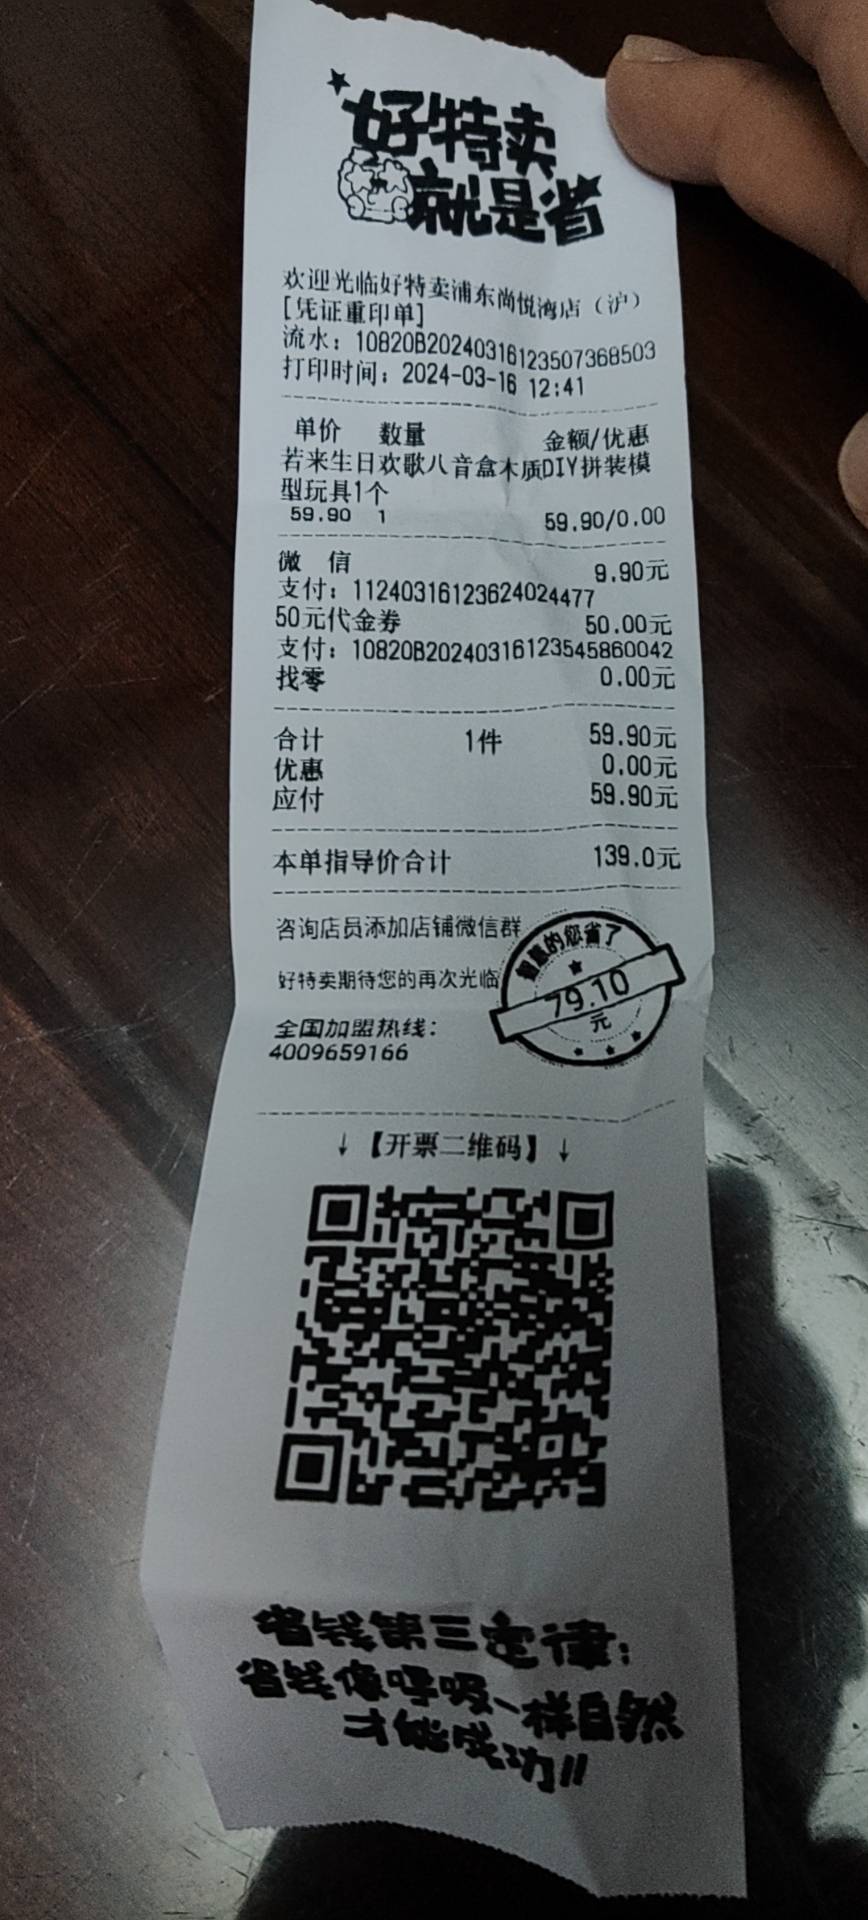 好特卖
就是省
欢迎光临好特卖浦东尚悦湾店（沪）
[凭证重印单]
流水：10820B20240316123507368503
打印时间：2024-03-16 12:41
单价 数量 金额/优惠
若来生日欢歌八音盒木质DIY拼装模
型玩具1个
59.90 1 59.90/0.00
微 信 9.90元
支付：11240316123624024477
50元代金券 50.00元
支付：10820B20240316123545860042
找零 0.00元
合计 1件 59.90元
优惠 0.00元
应付 59.90元
本单指导价合计 139.0元
咨询店员添加店铺微信群
智慧的您省了
79.10
元
好特卖期待您的再次光临
全国加盟热线：
4009659166
↓【开票二维码】↓
省钱第三定律：
省钱像呼吸一样自然
才能成功!!